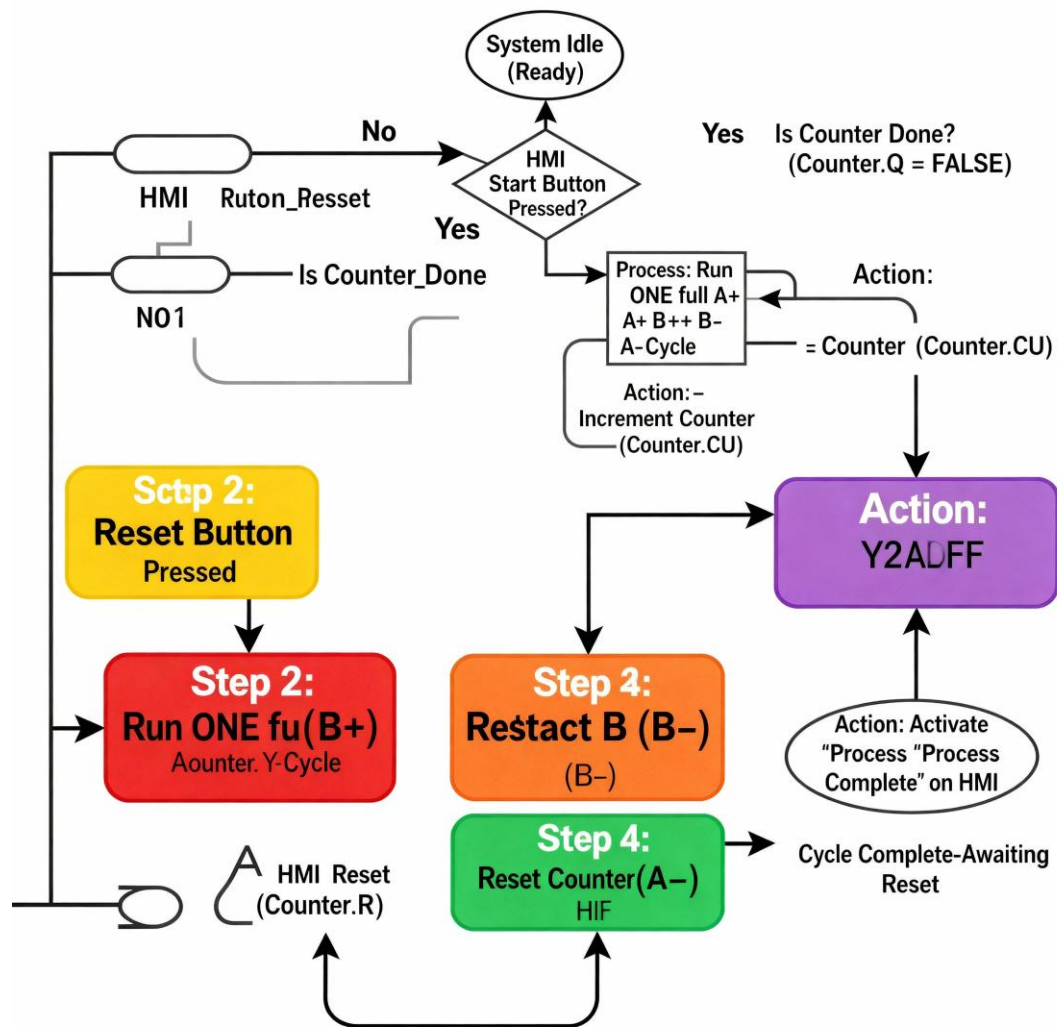 System Idle
(Ready)
No
HMI
Start Button
Pressed?
Yes
Yes Is Counter Done?
(Counter.Q = FALSE)
HMI Ruton_Resset
Is Counter_Done
NO1
Process: Run
ONE full A+
A+ B++ B–
A–Cycle
Action:
= Counter (Counter.CU)
Action: –
Increment Counter
(Counter.CU)
2:
Reset Button
Pressed
Action:
Step 2:
Run ONE fu(B+)
Aounter. Y-Cycle
Step
Restact B (B–)
(B–)
Action: Activate
"Process "Process
Complete" on HMI
Step 4:
Reset Counter(A–)
HIF
Cycle Complete-Awaiting
Reset
A
HMI Reset
(Counter.R)